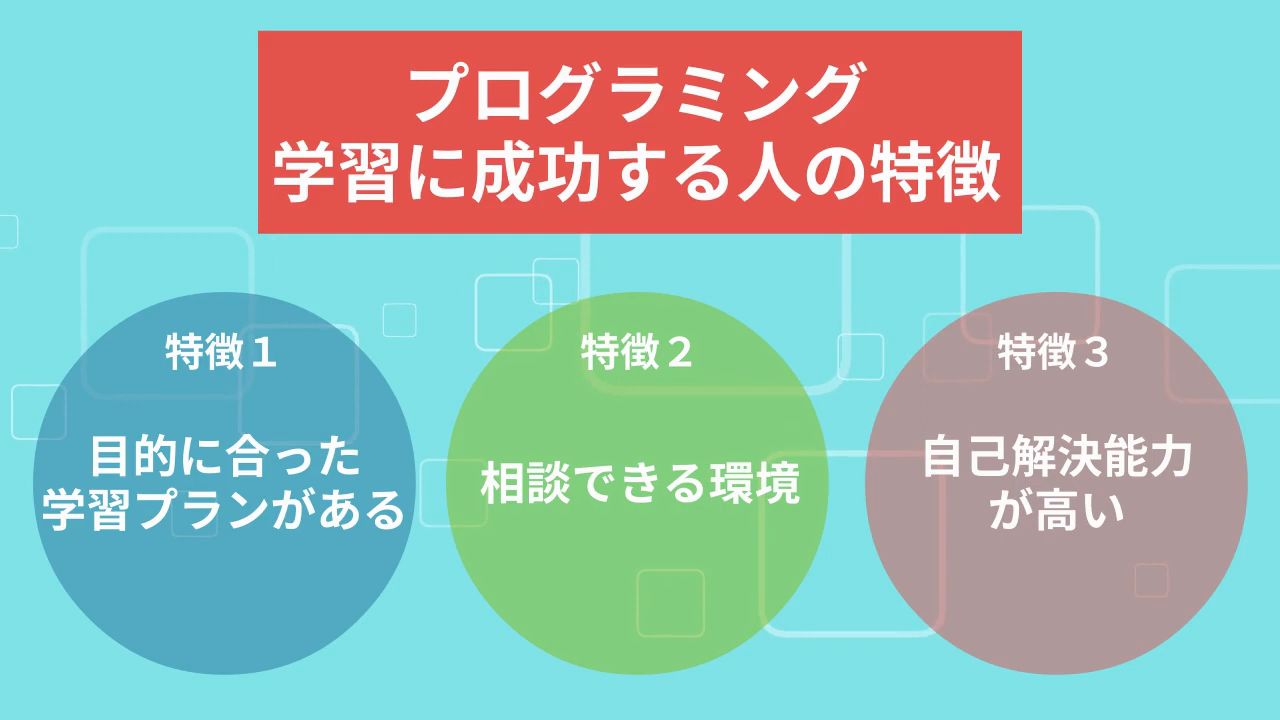 プログラミング
学習に成功する人の特徴
特徴１
目的に合った
学習プランがある
特徴２
相談できる環境
特徴３
自己解決能力
が高い